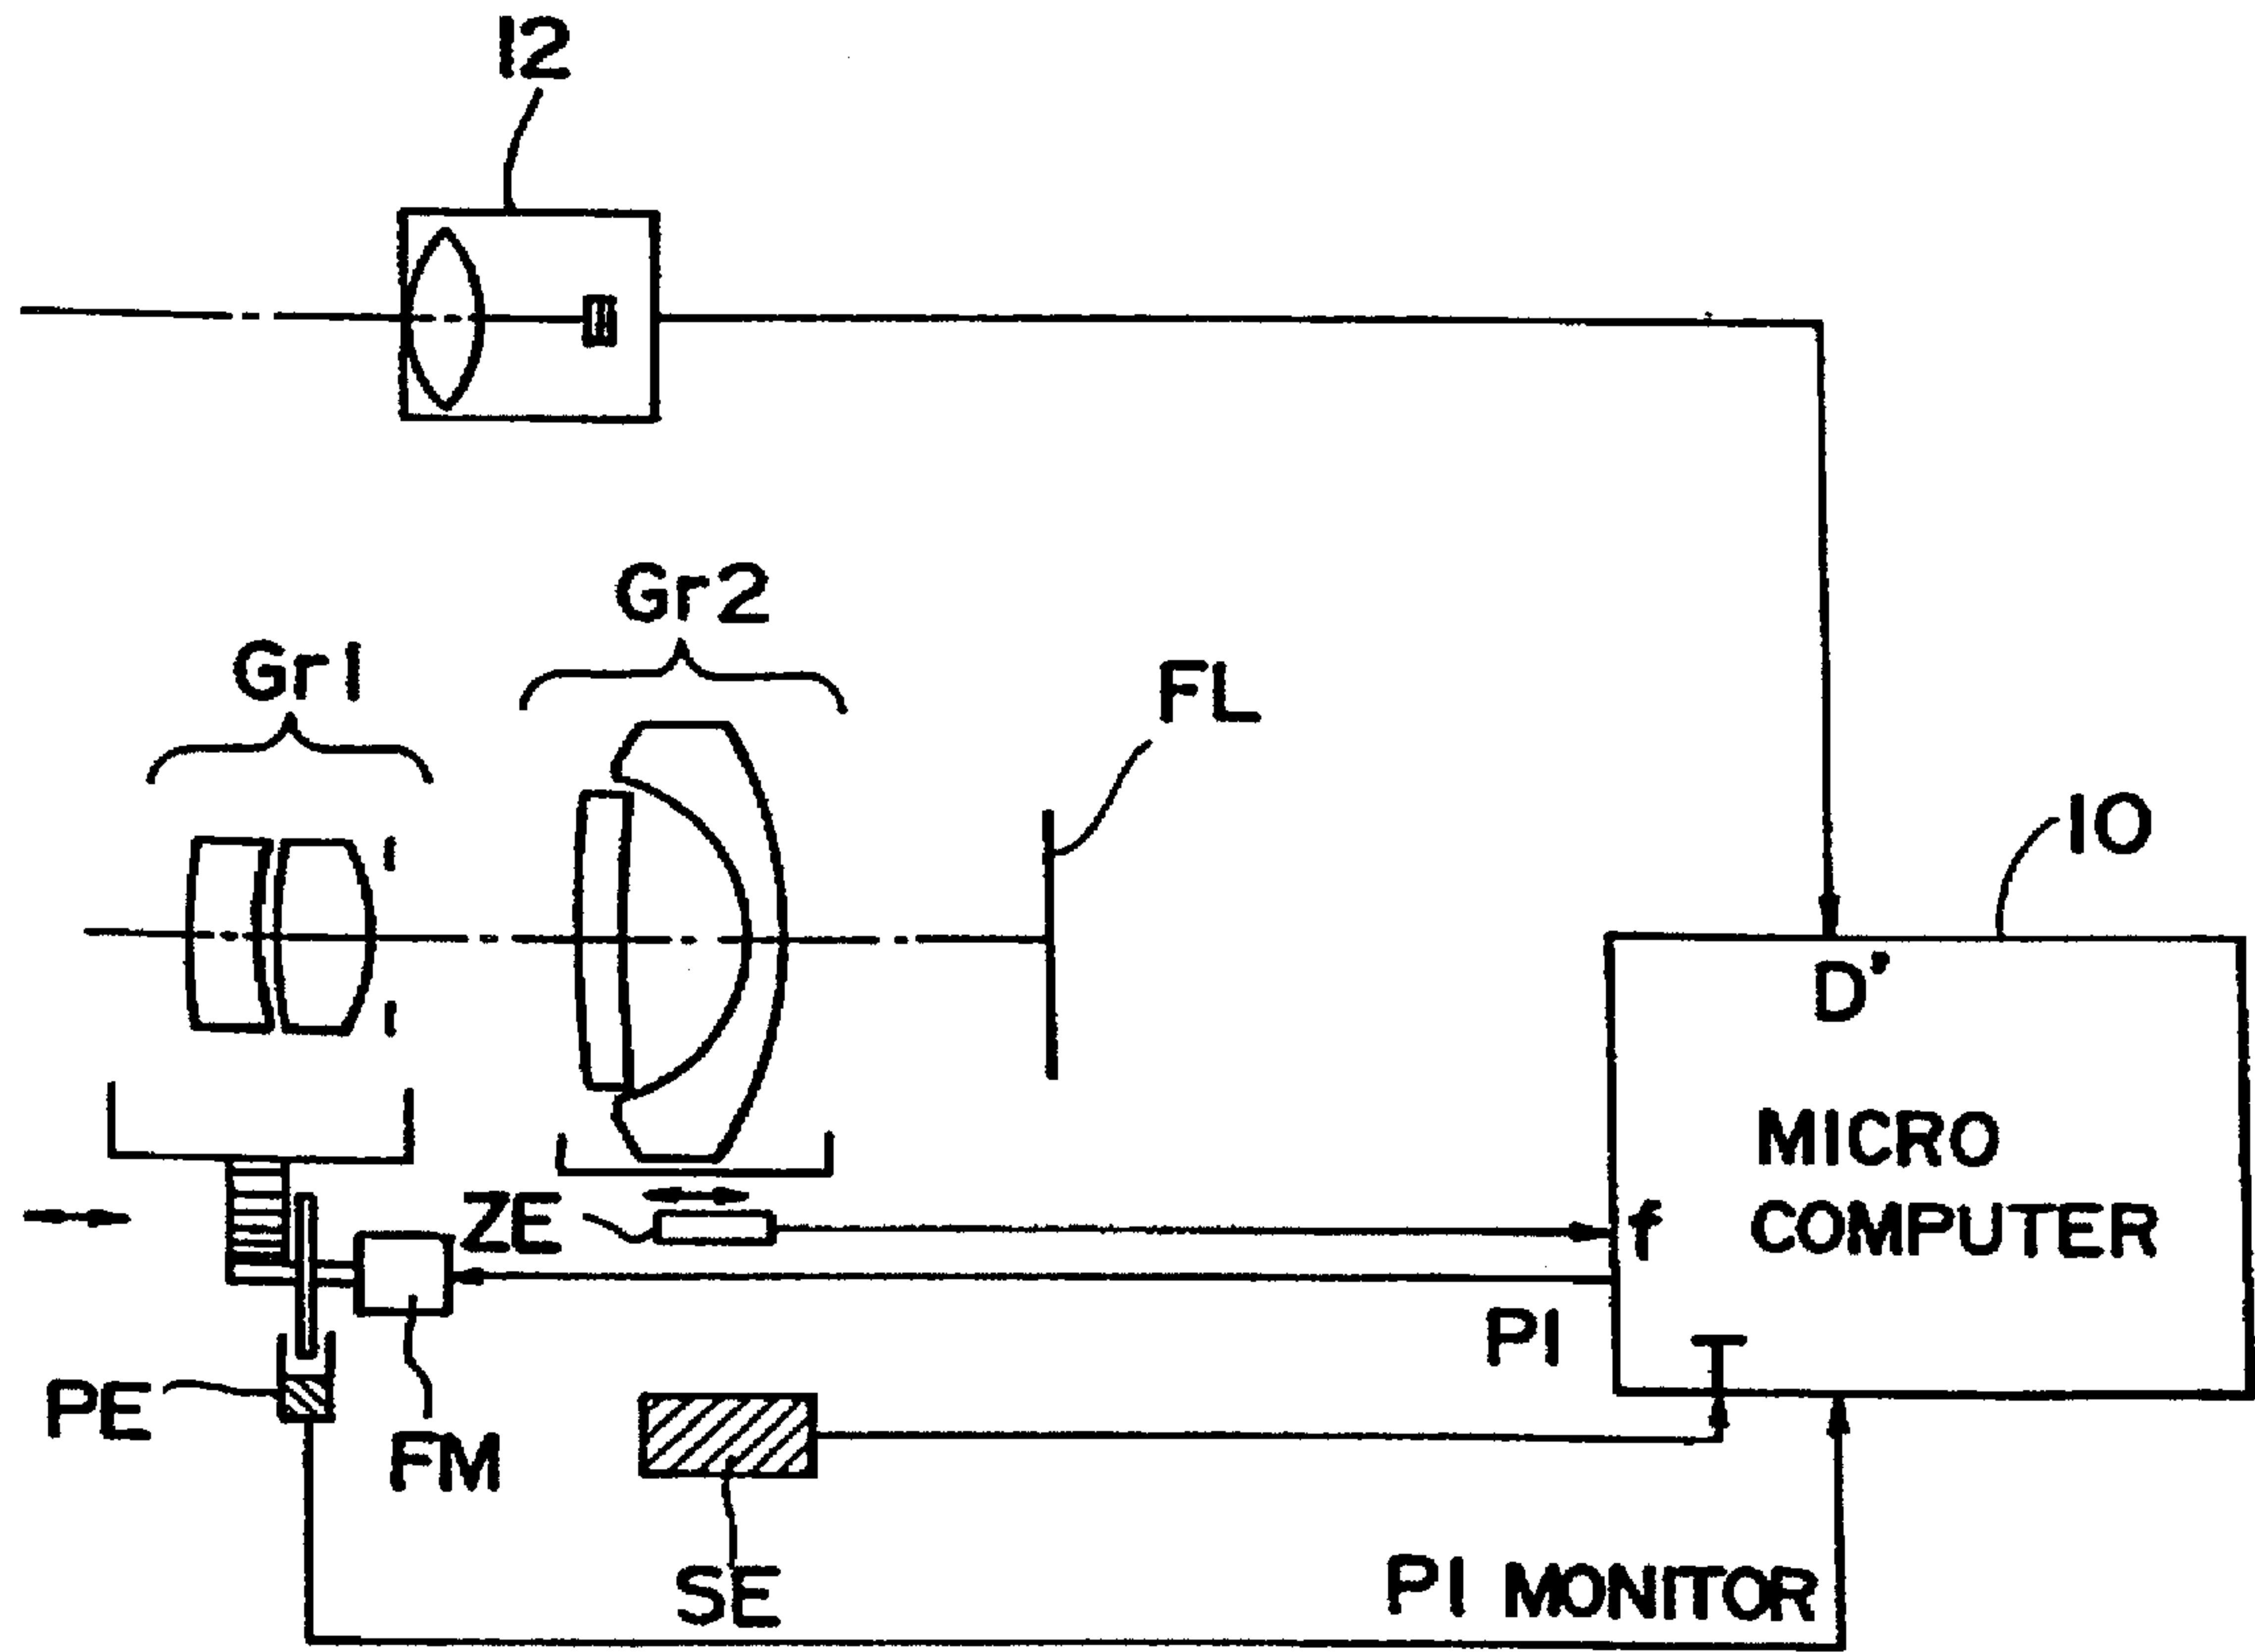 12
Gr2
Gr1
FL
10
D'
MICRO
COMPUTER
ZE
f
PI
T
PE
FM
SE
PI MONITOR